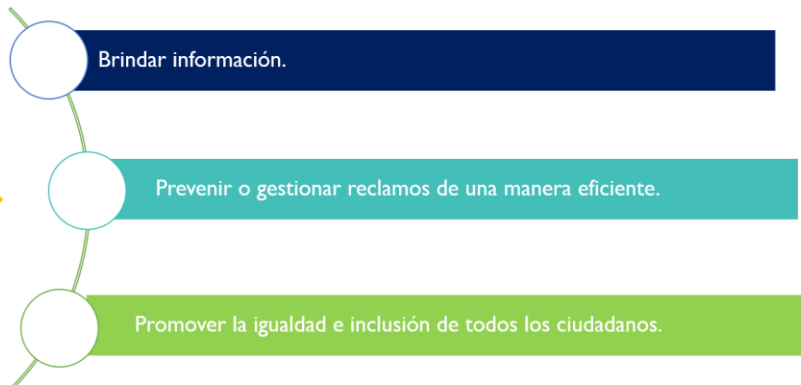 Brindar información.
Prevenir o gestionar reclamos de una manera eficiente.
Promover la igualdad e inclusión de todos los ciudadanos.